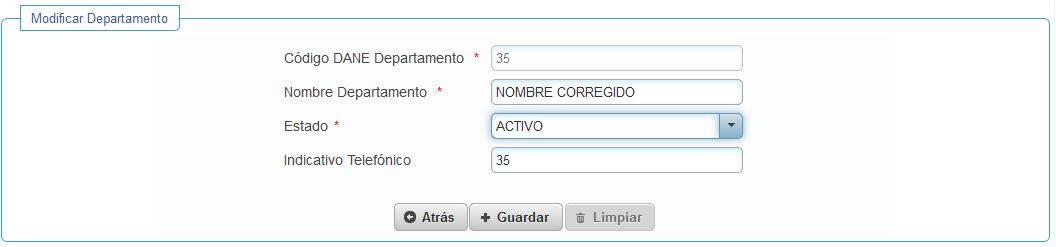 Modificar Departamento
Código DANE Departamento * 35
Nombre Departamento * NOMBRE CORREGIDO
Estado * ACTIVO
Indicativo Telefónico 35
Atrás Guardar Limpiar